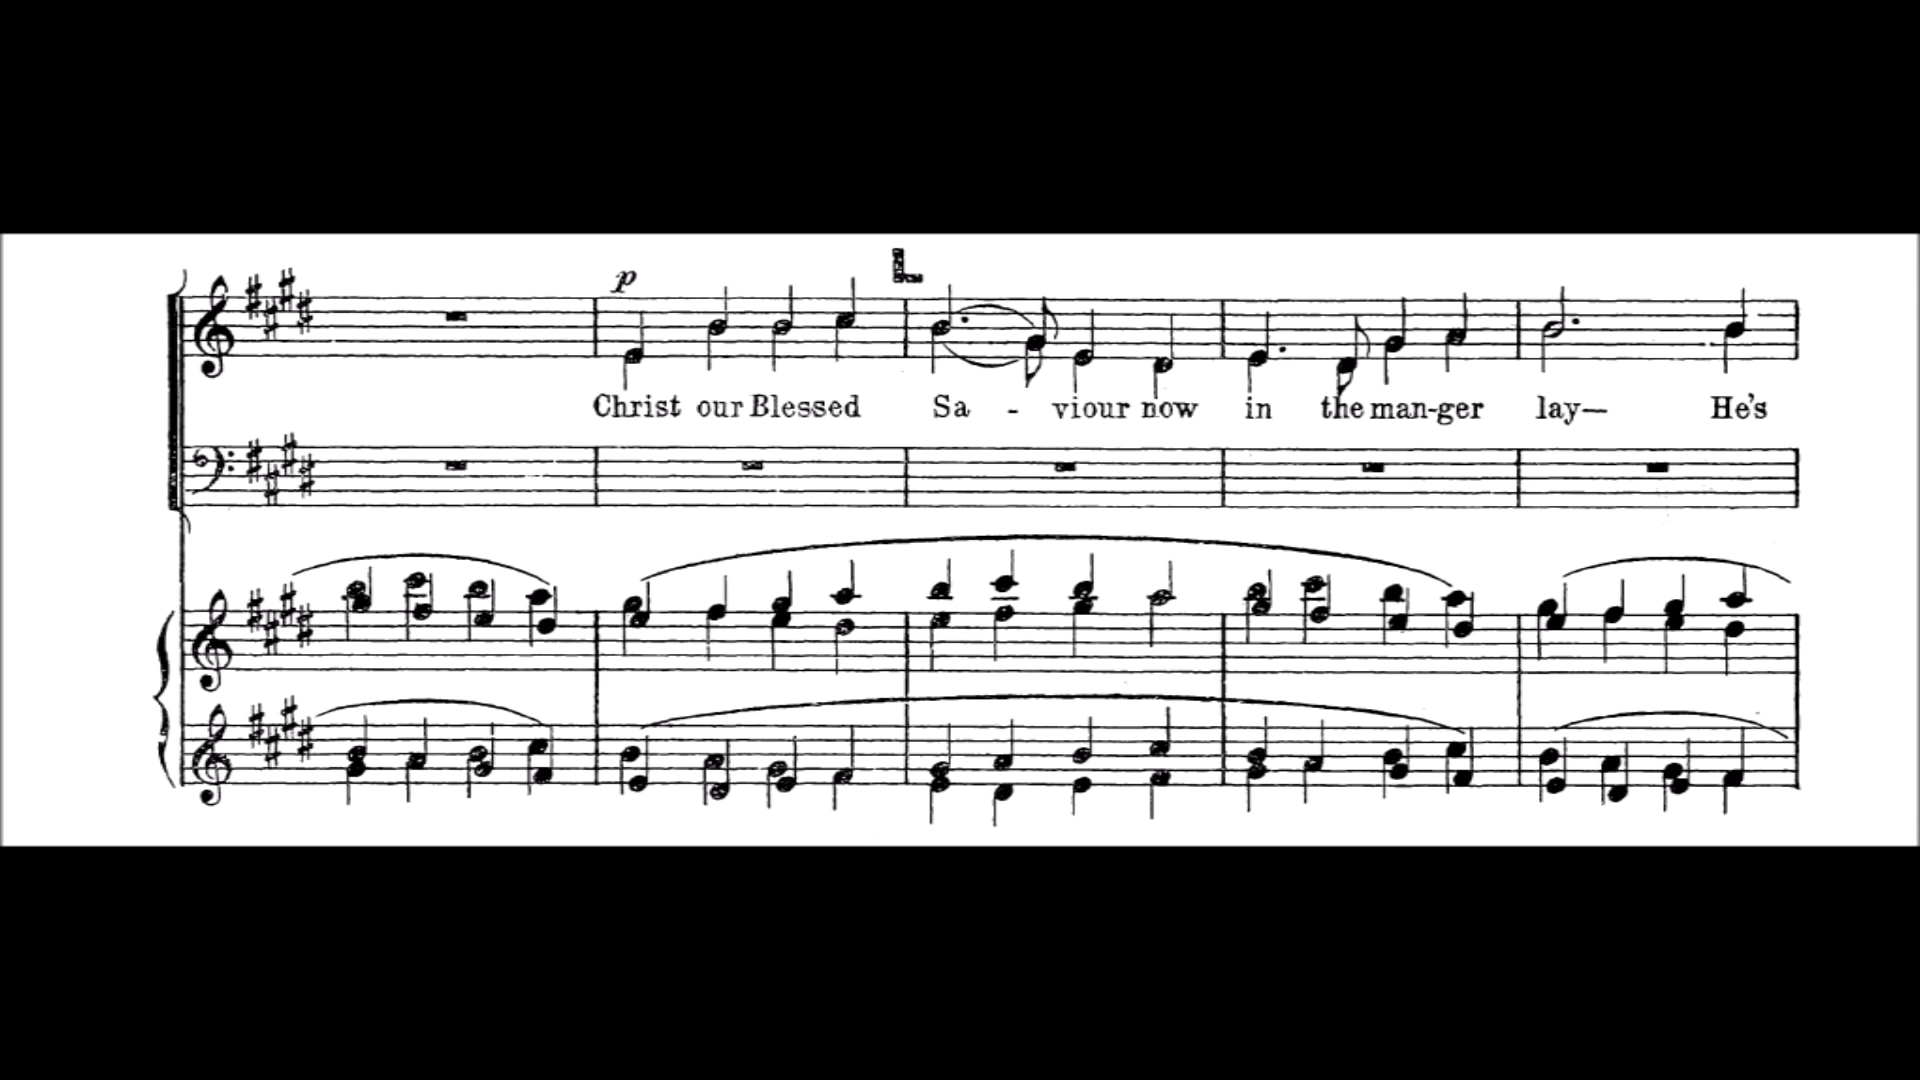 p
L
Christ our Blessed Sa - viour now in the man-ger lay— He's